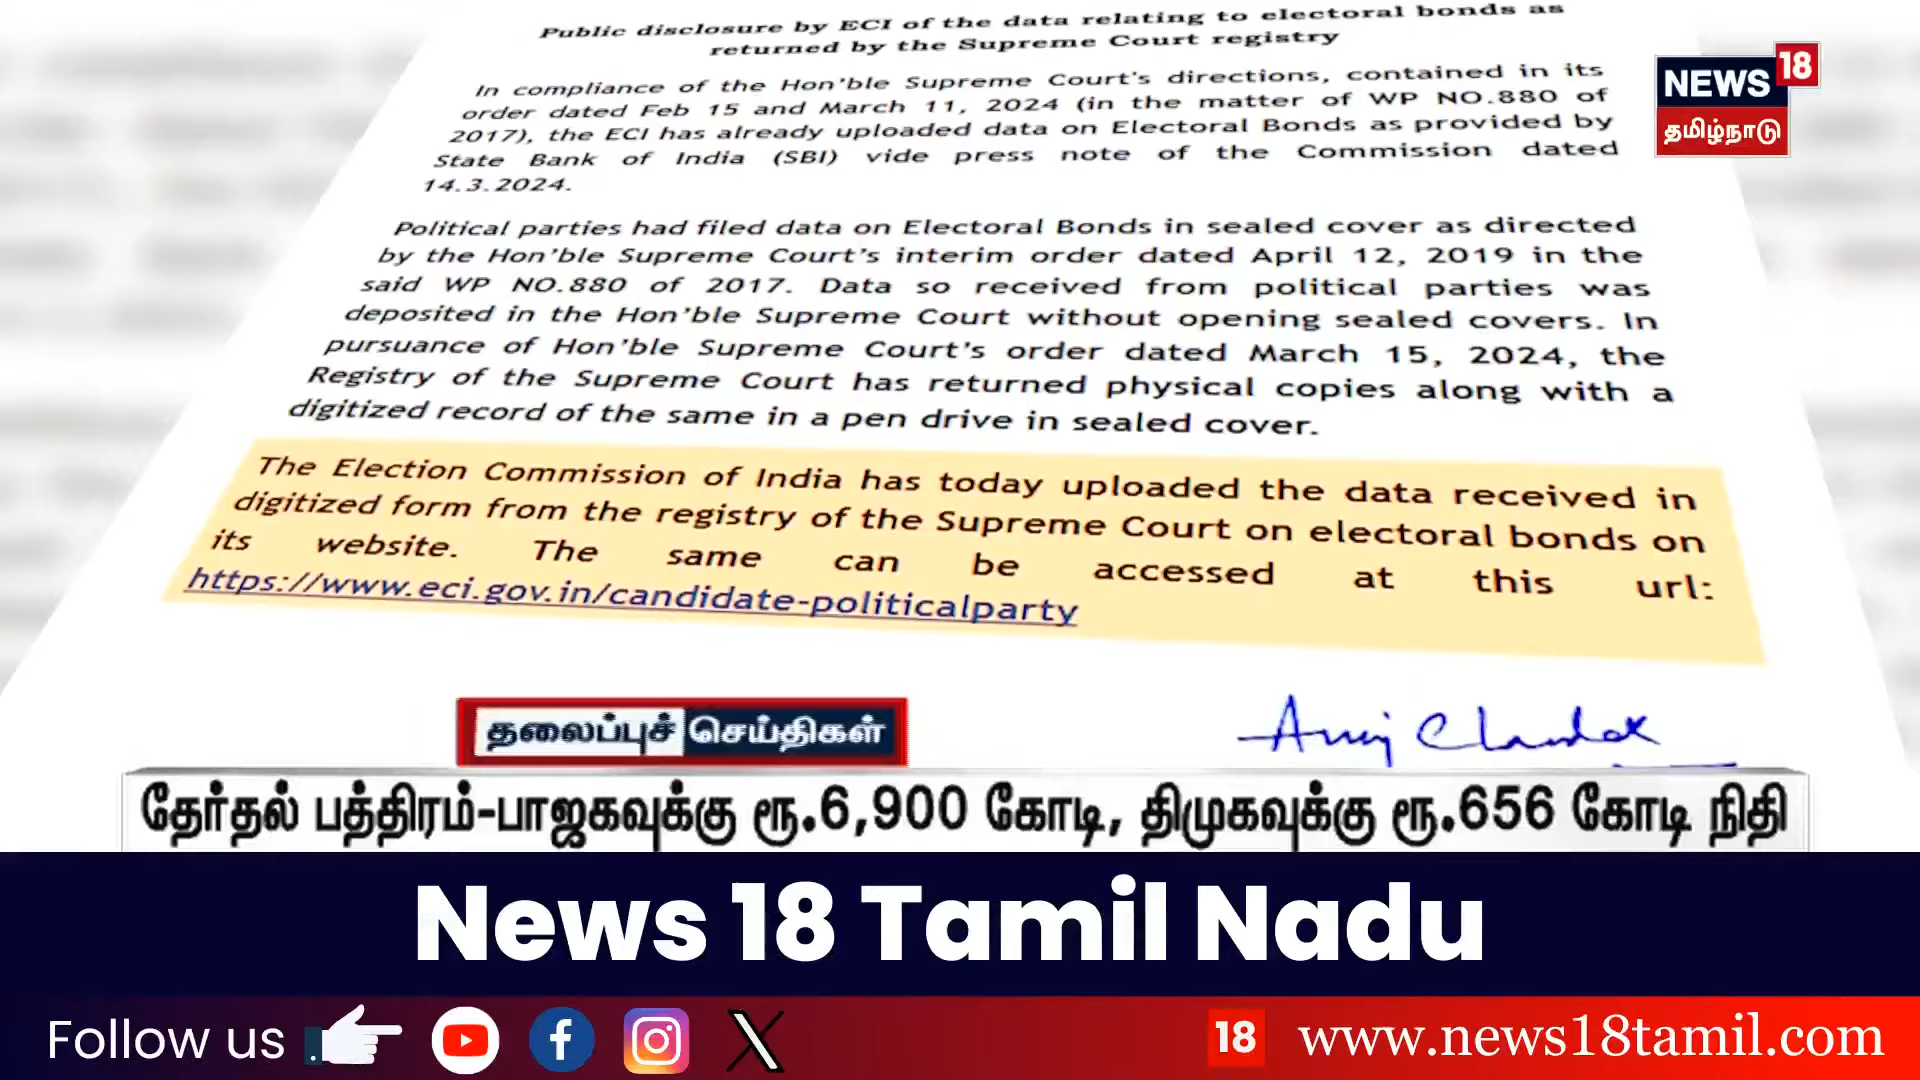 Public disclosure by ECI of the data relating to electoral bonds as
returned by the Supreme Court registry
In compliance of the Hon'ble Supreme Court's directions, contained in its
order dated Feb 15 and March 11, 2024 (in the matter of WP NO.880 of
2017), the ECI has already uploaded data on Electoral Bonds as provided by
State Bank of India (SBI) vide press note of the Commission dated
14.3.2024.
Political parties had filed data on Electoral Bonds in sealed cover as directed
by the Hon'ble Supreme Court's interim order dated April 12, 2019 in the
said WP NO.880 of 2017. Data so received from political parties was
deposited in the Hon'ble Supreme Court without opening sealed covers. In
pursuance of Hon'ble Supreme Court's order dated March 15, 2024, the
Registry of the Supreme Court has returned physical copies along with a
digitized record of the same in a pen drive in sealed cover.
The Election Commission of India has today uploaded the data received in
digitized form from the registry of the Supreme Court on electoral bonds on
its website. The same can be accessed at this url:
https://www.eci.gov.in/candidate-politicalparty
NEWS 18
தமிழ்நாடு
தலைப்புச் செய்திகள்
தேர்தல் பத்திரம்-பாஜகவுக்கு ரூ.6,900 கோடி, திமுகவுக்கு ரூ.656 கோடி நிதி
News 18 Tamil Nadu
Follow us
18 www.news18tamil.com